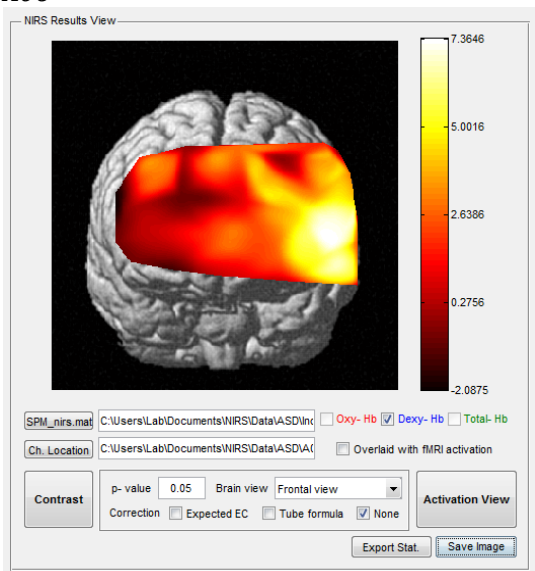 NIRS Results View
7.3646
5.0016
2.6386
0.2756
-2.0875
SPM_nirs.mat C:\Users\Lab\Documents\NIRS\Data\ASD\Inc Oxy- Hb Dexy- Hb Total- Hb
Ch. Location C:\Users\Lab\Documents\NIRS\Data\ASD\A( Overlaid with fMRI activation
Contrast
p- value 0.05 Brain view Frontal view
Correction Expected EC Tube formula None
Activation View
Export Stat. Save Image